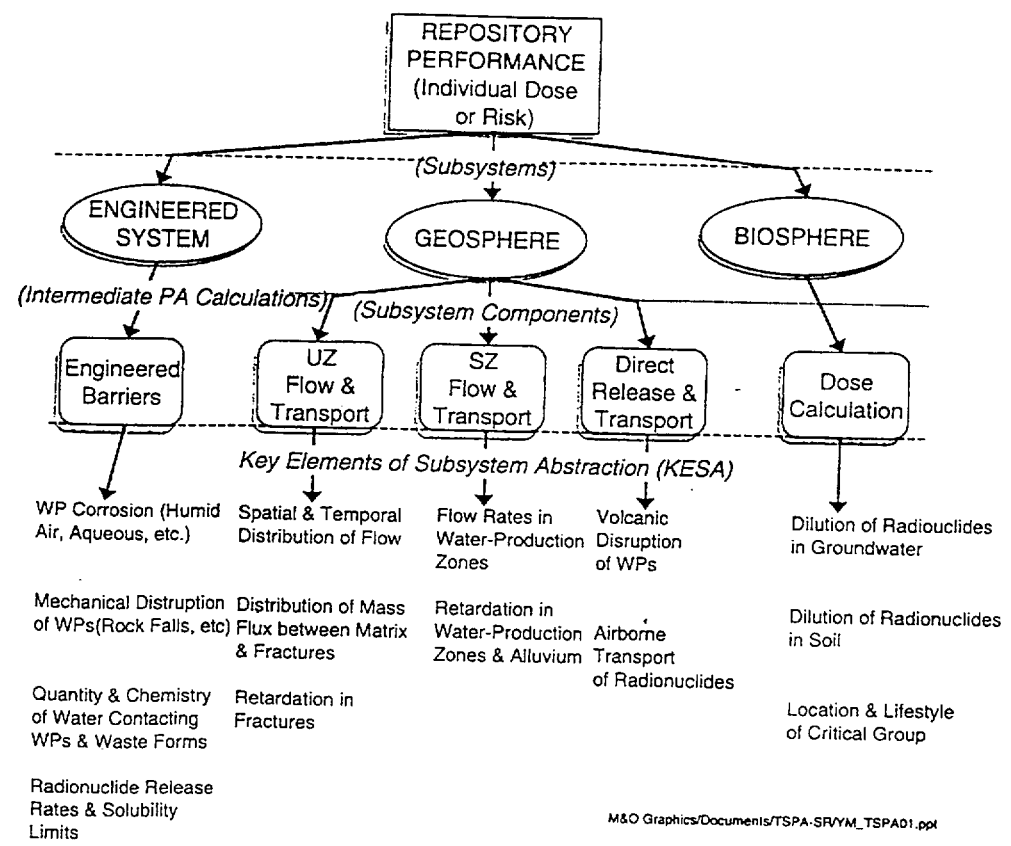 REPOSITORY
PERFORMANCE
(Individual Dose
or Risk)
(Subsystems)
ENGINEERED
SYSTEM
GEOSPHERE
BIOSPHERE
(Intermediate PA Calculations)
(Subsystem Components)
Engineered
Barriers
UZ
Flow &
Transport
SZ
Flow &
Transport
Direct
Release &
Transport
Dose
Calculation
Key Elements of Subsystem Abstraction (KESA)
WP Corrosion (Humid
Air, Aqueous, etc.)
Mechanical Distruption
of WPs(Rock Falls, etc)
Quantity & Chemistry
of Water Contacting
WPs & Waste Forms
Radionuclide Release
Rates & Solubility
Limits
Spatial & Temporal
Distribution of Flow
Distribution of Mass
Flux between Matrix
& Fractures
Retardation in
Fractures
Flow Rates in
Water-Production
Zones
Retardation in
Water-Production
Zones & Alluvium
Volcanic
Disruption
of WPs
Airborne
Transport
of Radionuclides
Dilution of Radiouclides
in Groundwater
Dilution of Radionuclides
in Soil
Location & Lifestyle
of Critical Group
M&O Graphics/Documents/TSPA-SR/YM_TSPA01.ppt